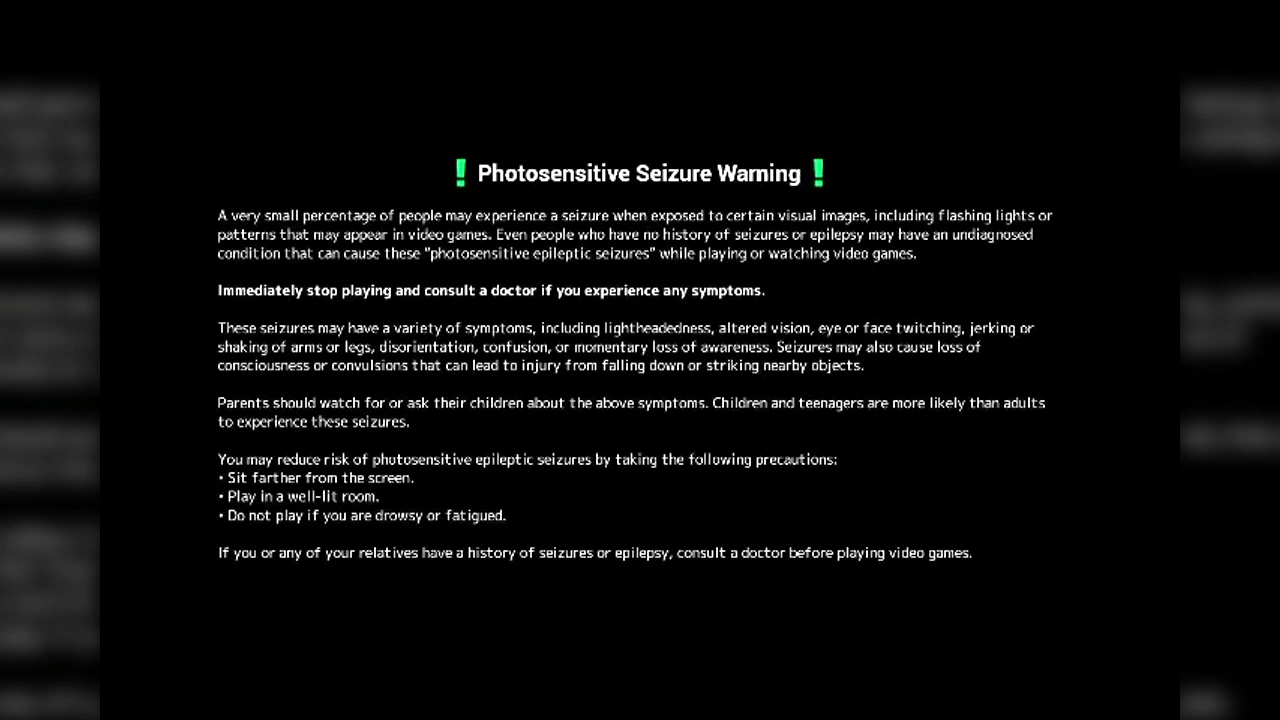 ! Photosensitive Seizure Warning !
A very small percentage of people may experience a seizure when exposed to certain visual images, including flashing lights or
patterns that may appear in video games. Even people who have no history of seizures or epilepsy may have an undiagnosed
condition that can cause these "photosensitive epileptic seizures" while playing or watching video games.
Immediately stop playing and consult a doctor if you experience any symptoms.
These seizures may have a variety of symptoms, including lightheadedness, altered vision, eye or face twitching, jerking or
shaking of arms or legs, disorientation, confusion, or momentary loss of awareness. Seizures may also cause loss of
consciousness or convulsions that can lead to injury from falling down or striking nearby objects.
Parents should watch for or ask their children about the above symptoms. Children and teenagers are more likely than adults
to experience these seizures.
You may reduce risk of photosensitive epileptic seizures by taking the following precautions:
• Sit farther from the screen.
• Play in a well-lit room.
• Do not play if you are drowsy or fatigued.
If you or any of your relatives have a history of seizures or epilepsy, consult a doctor before playing video games.